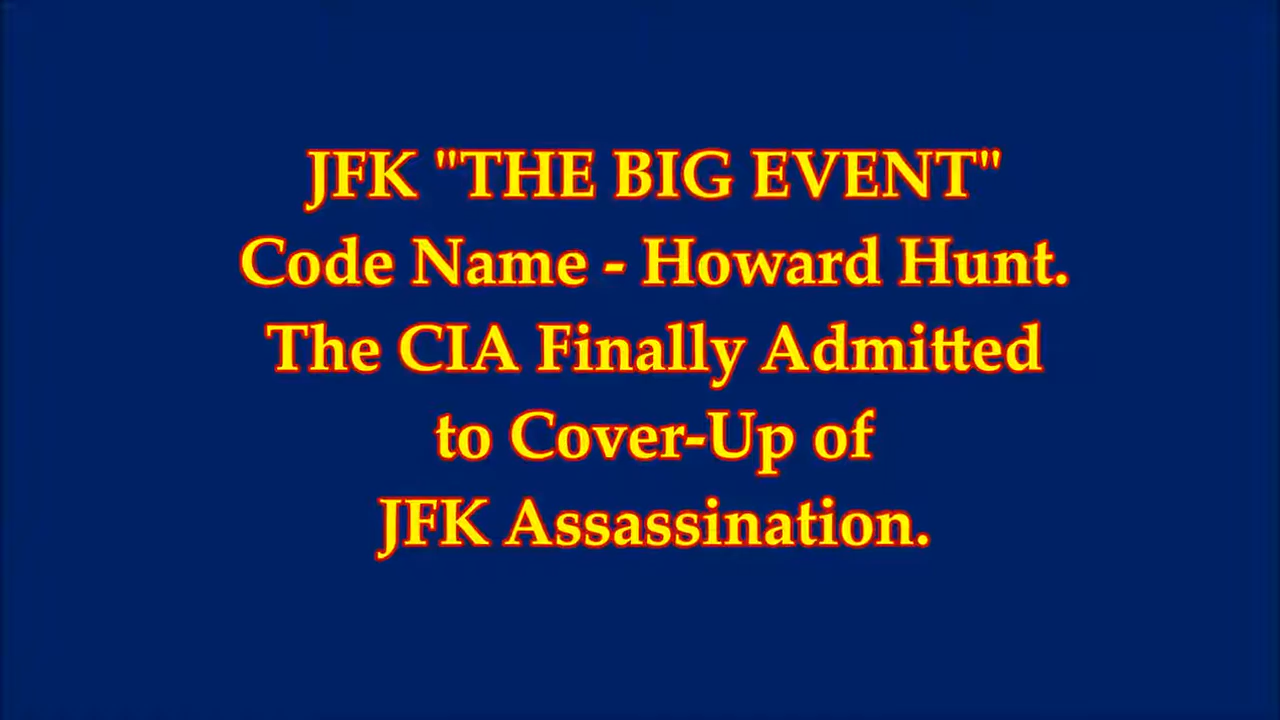 JFK "THE BIG EVENT"
Code Name - Howard Hunt.
The CIA Finally Admitted
to Cover-Up of
JFK Assassination.